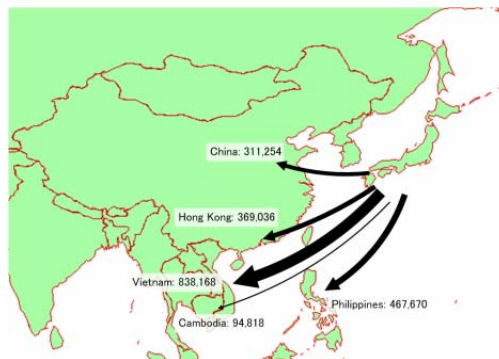 China: 311,254
Hong Kong: 369,036
Vietnam: 838,168
Philippines: 467,670
Cambodia: 94,818